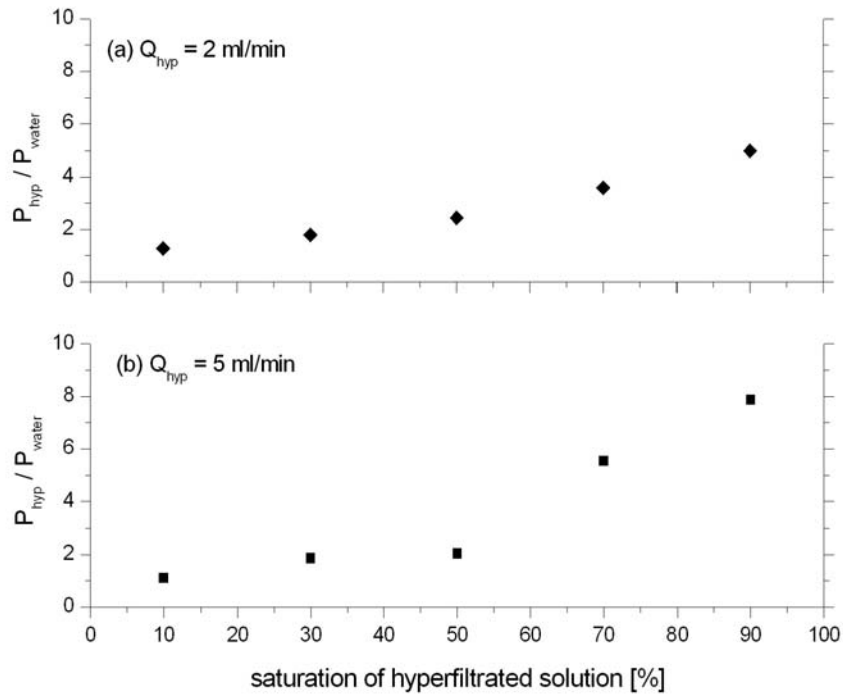 (a) Qhyp = 2 ml/min
Phyp / Pwater
10
8
6
4
2
0
(b) Qhyp = 5 ml/min
Phyp / Pwater
10
8
6
4
2
0
0 10 20 30 40 50 60 70 80 90 100
saturation of hyperfiltrated solution [%]